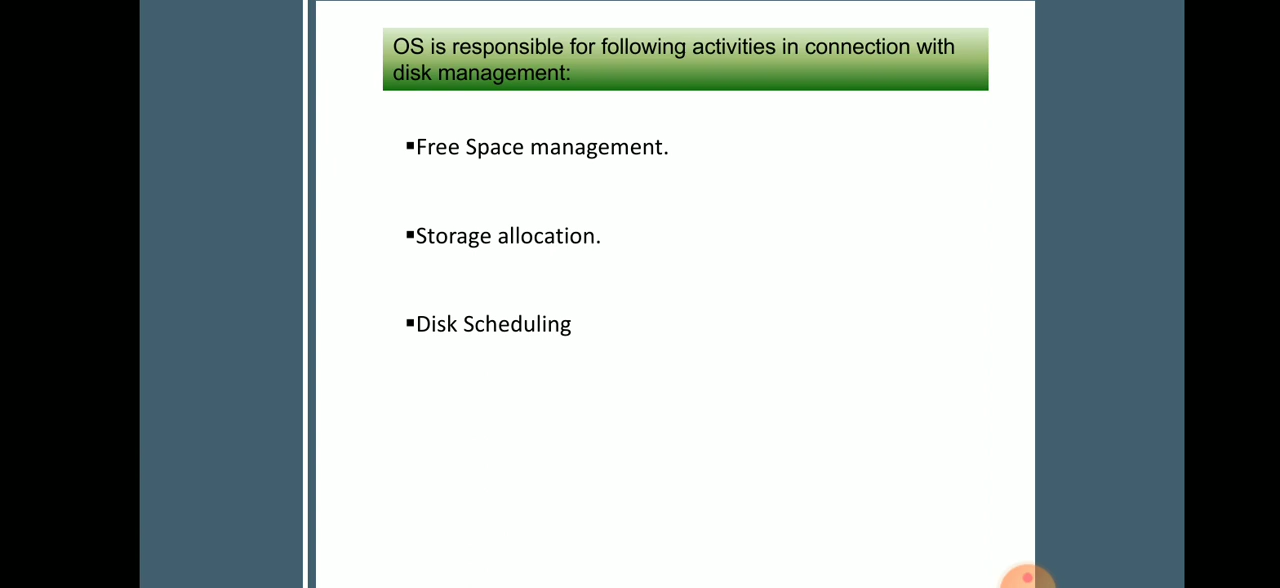 OS is responsible for following activities in connection with
disk management:
▪Free Space management.
▪Storage allocation.
▪Disk Scheduling